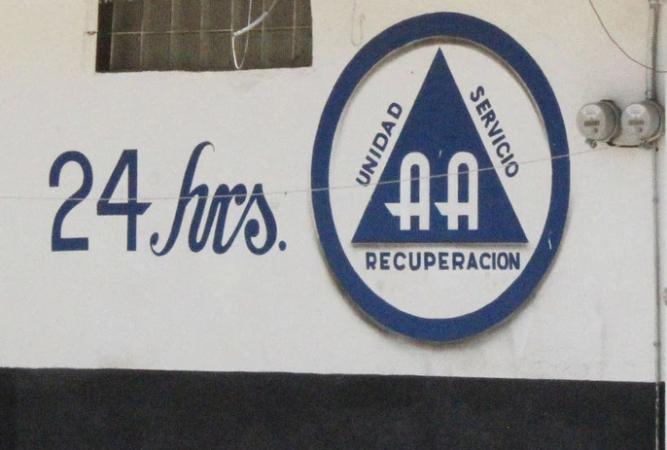 24 hrs.
UNIDAD
SERVICIO
AA
RECUPERACION